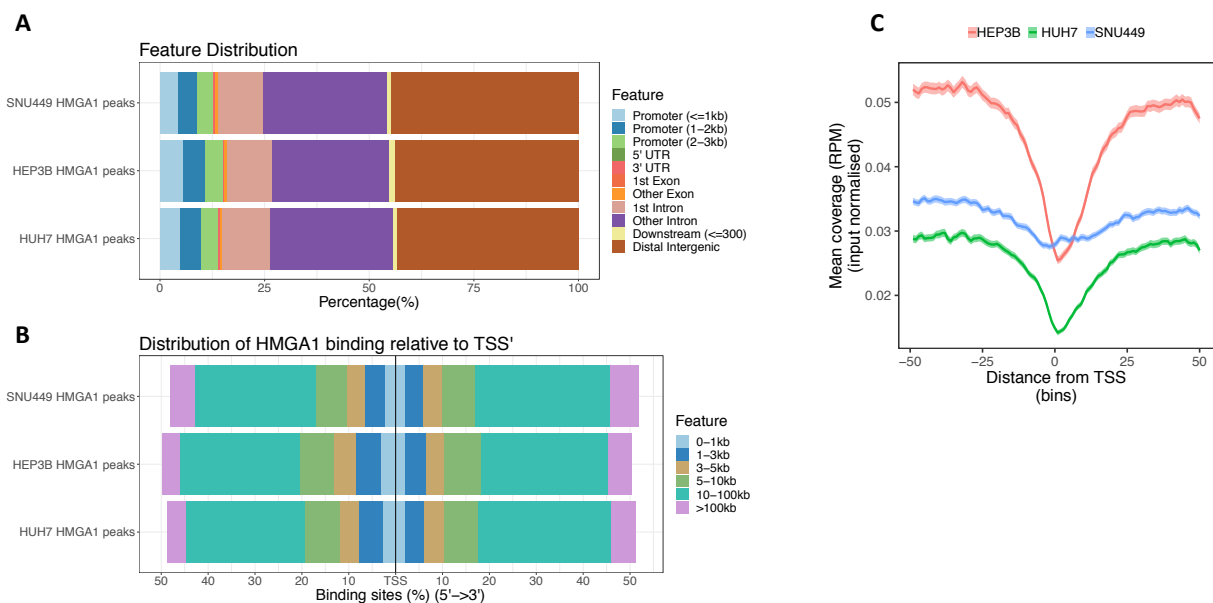 A
Feature Distribution
SNU449 HMGA1 peaks
HEP3B HMGA1 peaks
HUH7 HMGA1 peaks
0
25
50
75
100
Percentage(%)
Feature
Promoter (<=1kb)
Promoter (1–2kb)
Promoter (2–3kb)
5' UTR
3' UTR
1st Exon
Other Exon
1st Intron
Other Intron
Downstream (<=300)
Distal Intergenic
B
Distribution of HMGA1 binding relative to TSS'
SNU449 HMGA1 peaks
HEP3B HMGA1 peaks
HUH7 HMGA1 peaks
50 40 30 20 10 TSS 10 20 30 40 50
Binding sites (%) (5'->3')
Feature
0–1kb
1–3kb
3–5kb
5–10kb
10–100kb
>100kb
C
HEP3B HUH7 SNU449
Mean coverage (RPM)
(input normalised)
0.05
0.04
0.03
0.02
−50 −25 0 25 50
Distance from TSS
(bins)